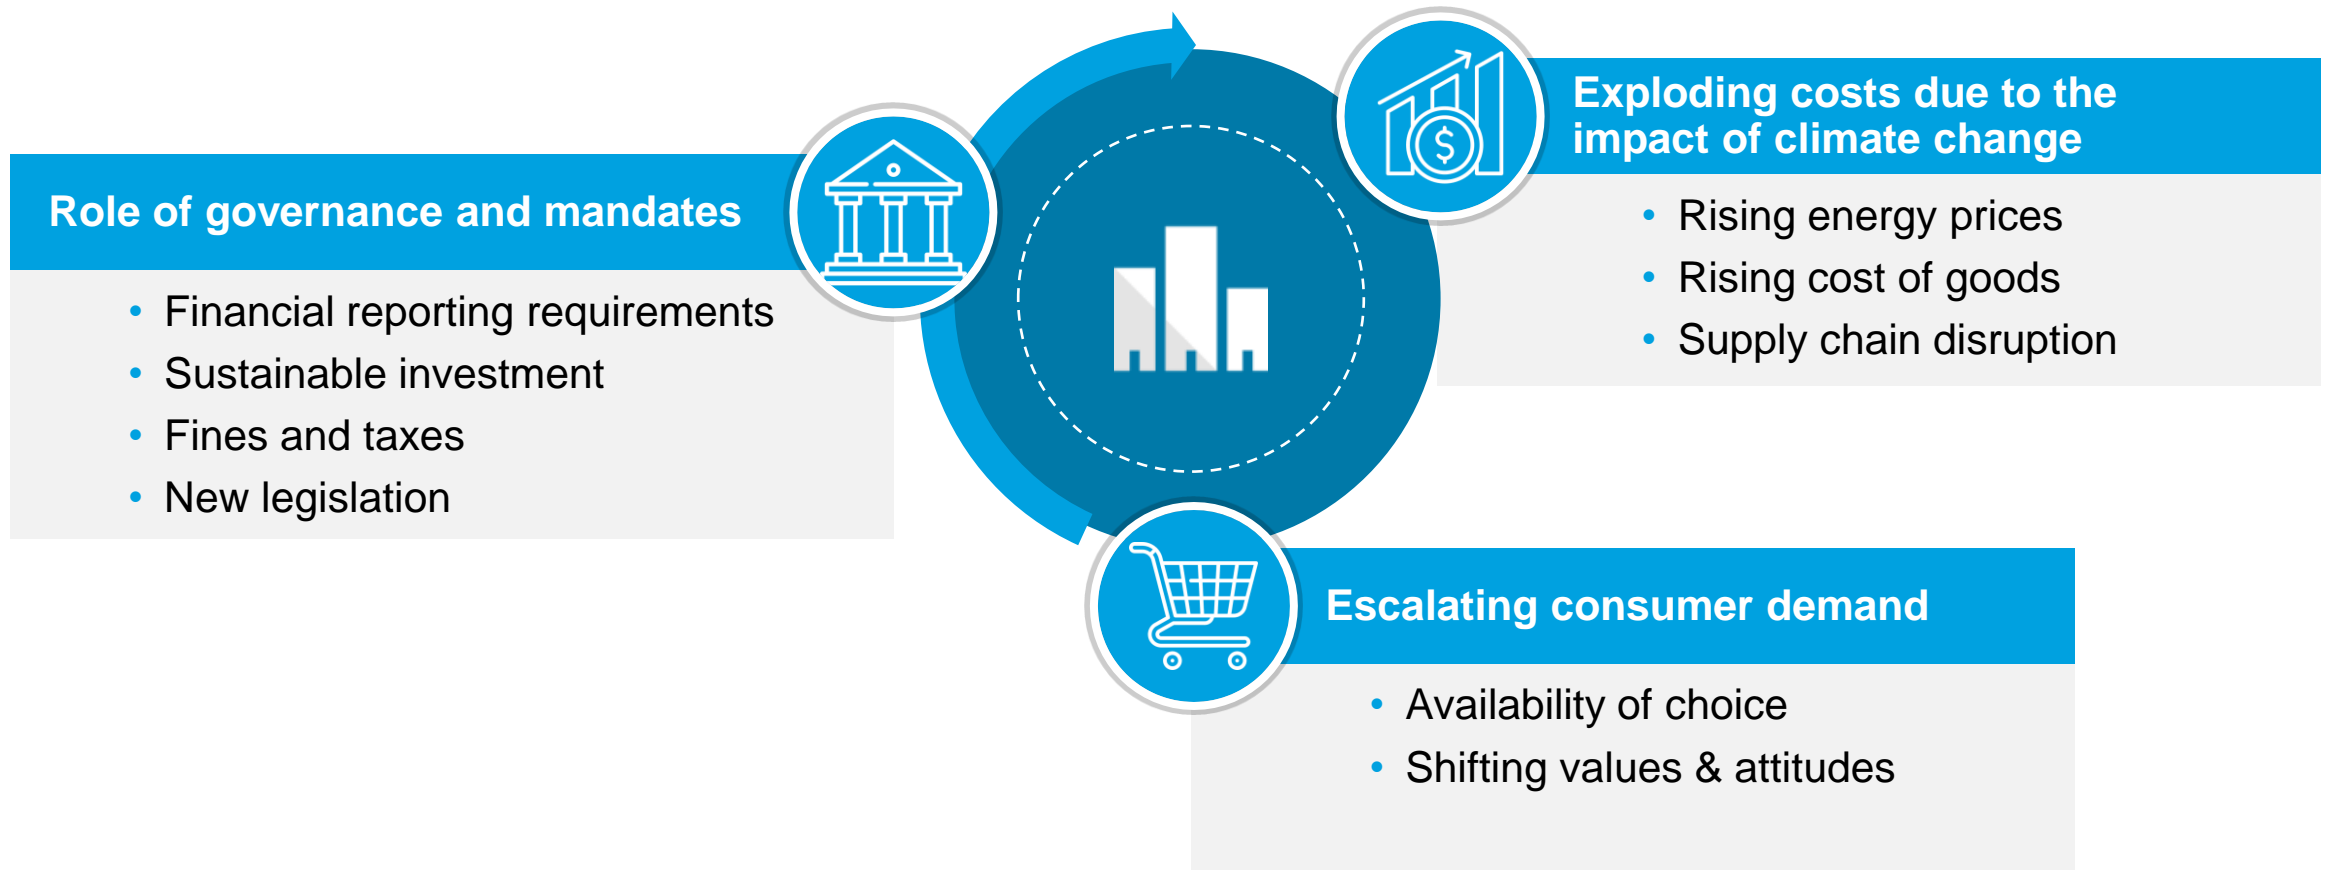 Role of governance and mandates
• Financial reporting requirements
• Sustainable investment
• Fines and taxes
• New legislation
$
Exploding costs due to the
impact of climate change
• Rising energy prices
• Rising cost of goods
• Supply chain disruption
Escalating consumer demand
• Availability of choice
• Shifting values & attitudes